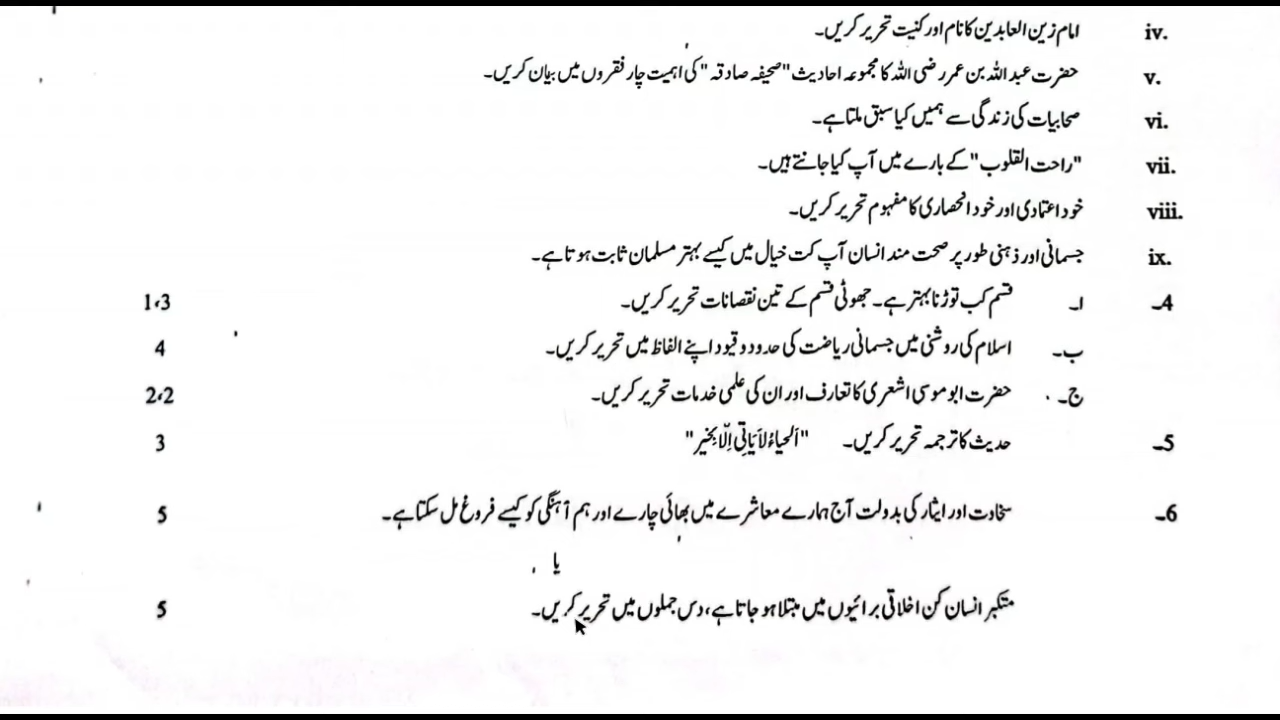 iv. امام زین العابدین کا نام اور کنیت تحریر کریں۔
v. حضرت عبد اللہ بن عمر رضی اللہ کا مجموعہ احادیث "صحیفہ صادقہ" کی اہمیت چار فقروں میں بیان کریں۔
vi. صحابیات کی زندگی سے ہمیں کیا سبق ملتا ہے۔
vii. "راحت القلوب" کے بارے میں آپ کیا جانتے ہیں۔
viii. خود اعتمادی اور خود انحصاری کا مفہوم تحریر کریں۔
ix. جسمانی اور ذہنی طور پر صحت مند انسان آپ کت خیال میں کیسے بہتر مسلمان ثابت ہوتا ہے۔
4۔ ا۔ قسم کب توڑنا بہتر ہے۔ جھوٹی قسم کے تین نقصانات تحریر کریں۔ 1،3
ب۔ اسلام کی روشنی میں جسمانی ریاضت کی حدود و قیود اپنے الفاظ میں تحریر کریں۔ 4
ج۔ حضرت ابو موسی اشعری کا تعارف اور ان کی علمی خدمات تحریر کریں۔ 2،2
5۔ حدیث کا ترجمہ تحریر کریں۔ "اَلحیاءُ لاَ یَاتِی اِلّا بِخَیر" 3
6۔ سخاوت اور ایثار کی بدولت آج ہمارے معاشرے میں بھائی چارے اور ہم آہنگی کو کیسے فروغ مل سکتا ہے۔ 5
یا
متکبر انسان کن اخلاقی برائیوں میں مبتلا ہو جاتا ہے، دس جملوں میں تحریر کریں۔ 5